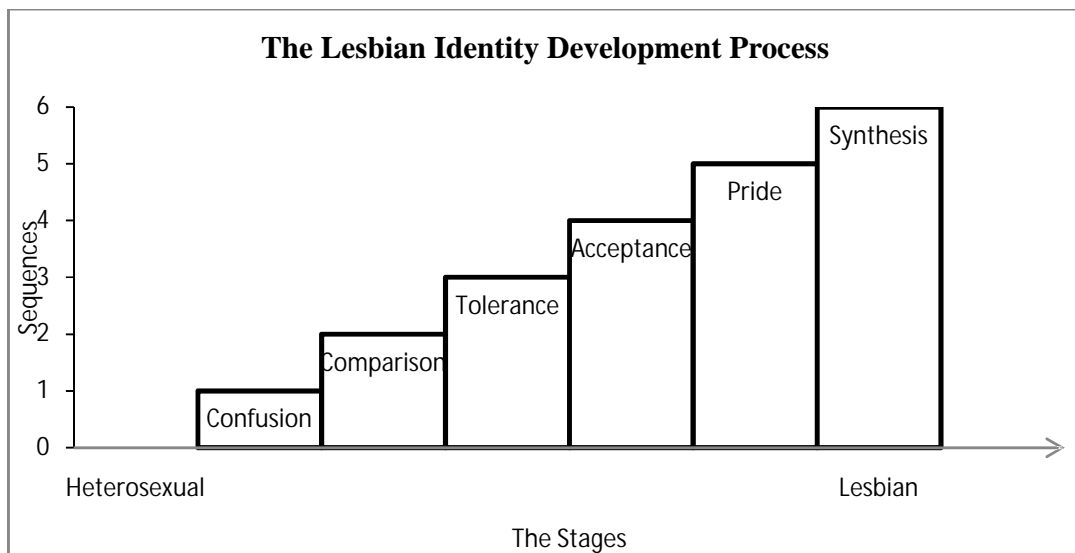 The Lesbian Identity Development Process
6
5
4
3
2
1
0
Sequences
Synthesis
Pride
Acceptance
Tolerance
Comparison
Confusion
Heterosexual
Lesbian
The Stages